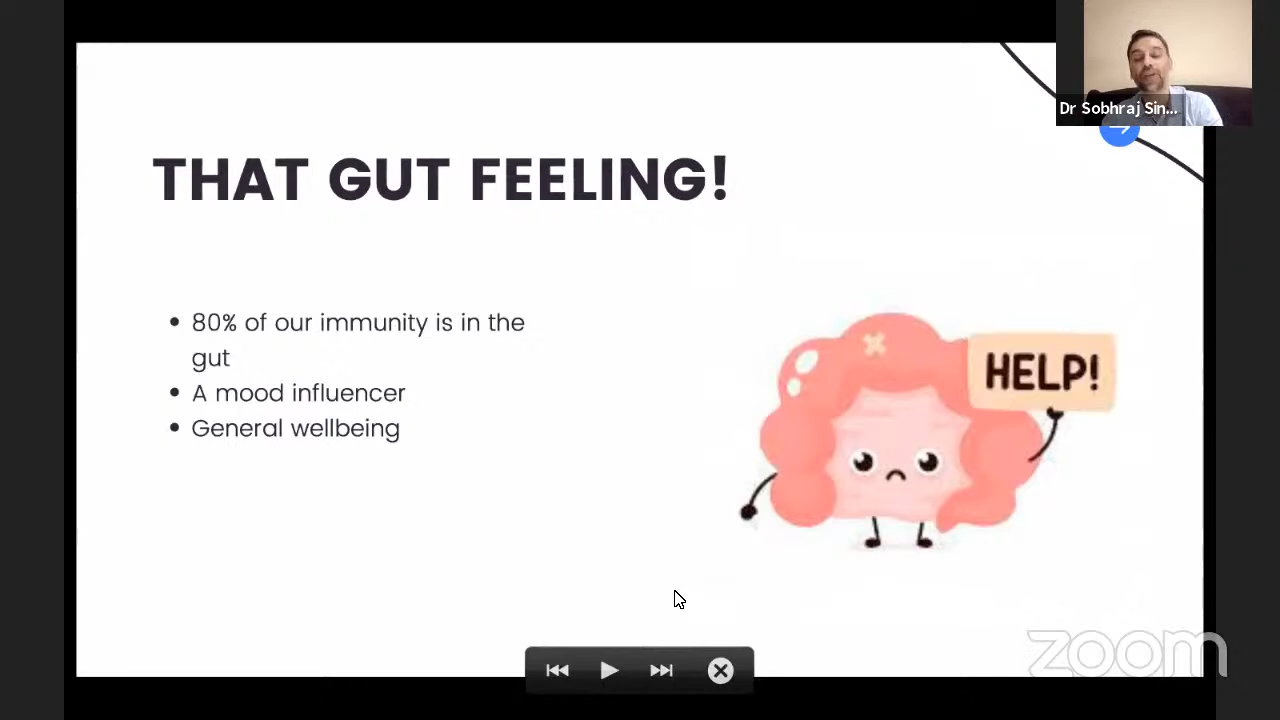 Dr Sobhraj Sin...
THAT GUT FEELING!
• 80% of our immunity is in the
gut
• A mood influencer
• General wellbeing
HELP!
zoom